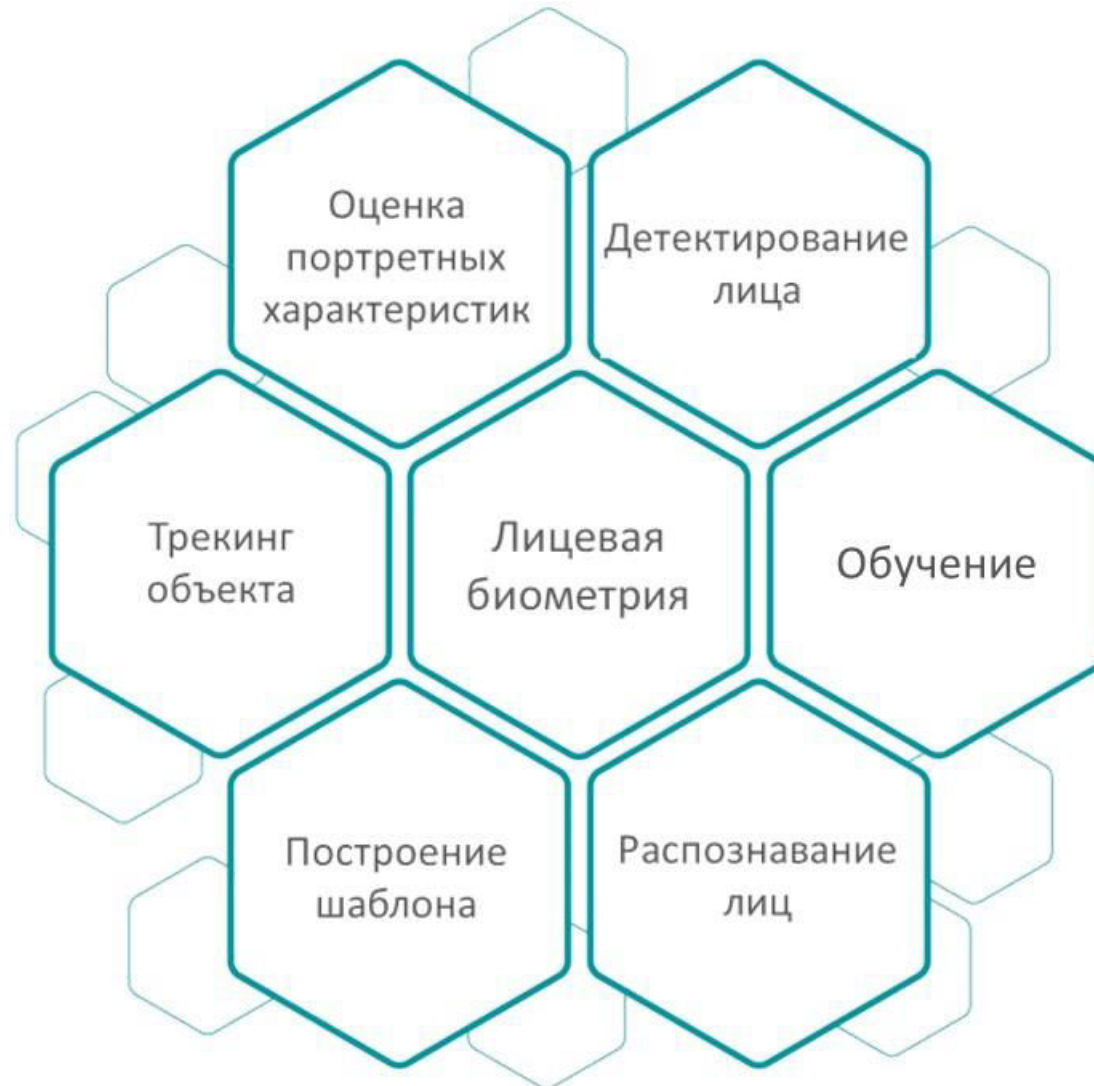 Оценка
портретных
характеристик
Детектирование
лица
Трекинг
объекта
Лицевая
биометрия
Обучение
Построение
шаблона
Распознавание
лиц